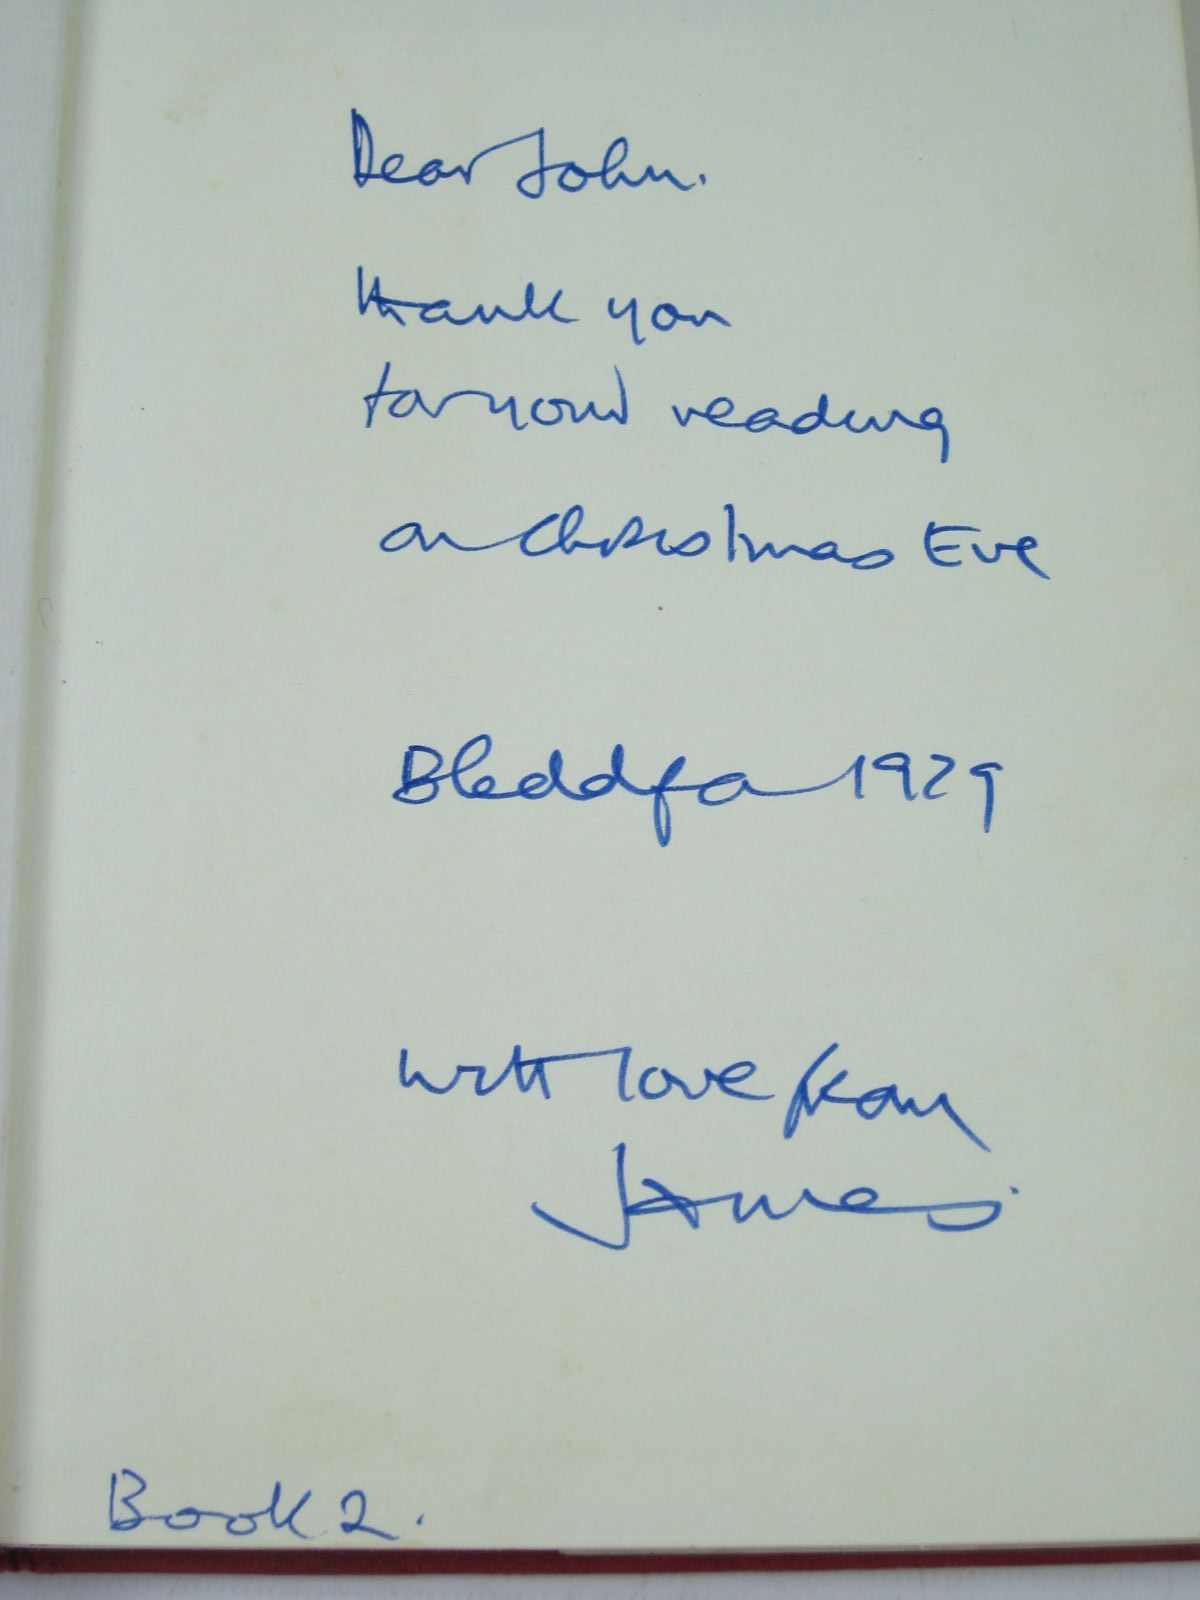 Dear John.
thank you
for your reading
on Christmas Eve
Bleddfa 1979
with love from
James.
Book 2.